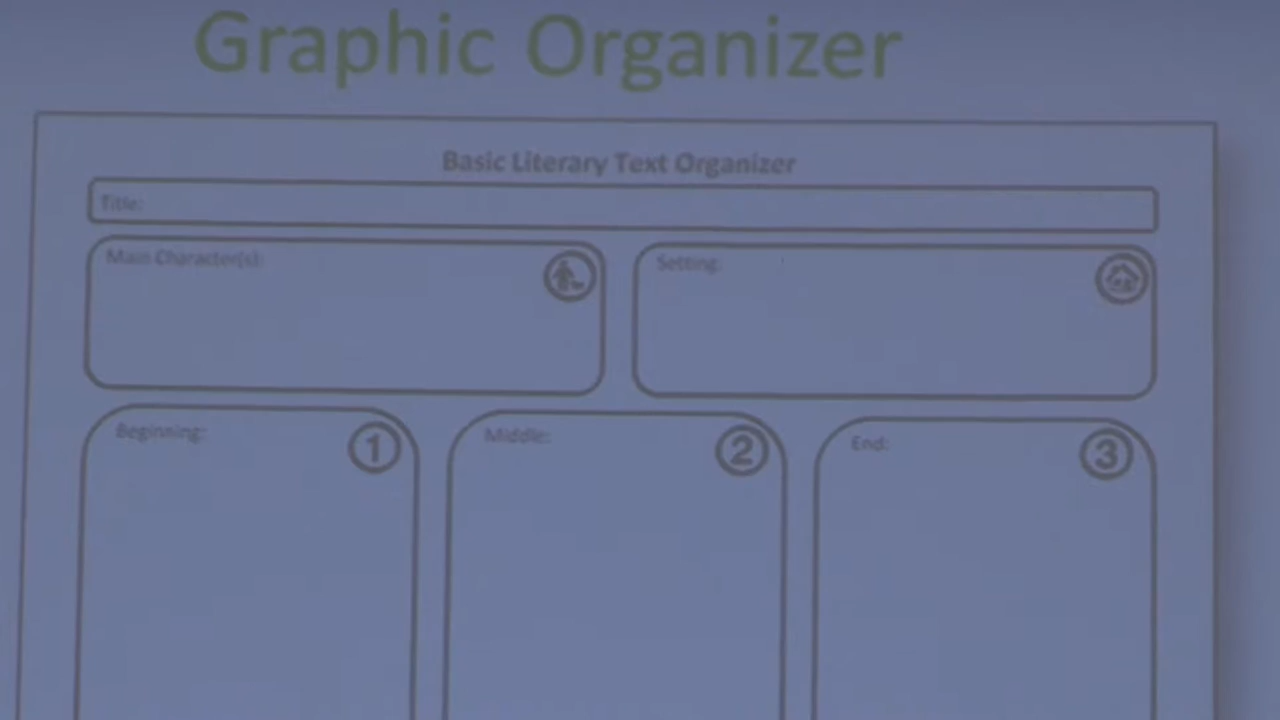 Graphic Organizer
Basic Literary Text Organizer
Title:
Main Character(s):
Setting:
Beginning:
1
Middle:
2
End:
3